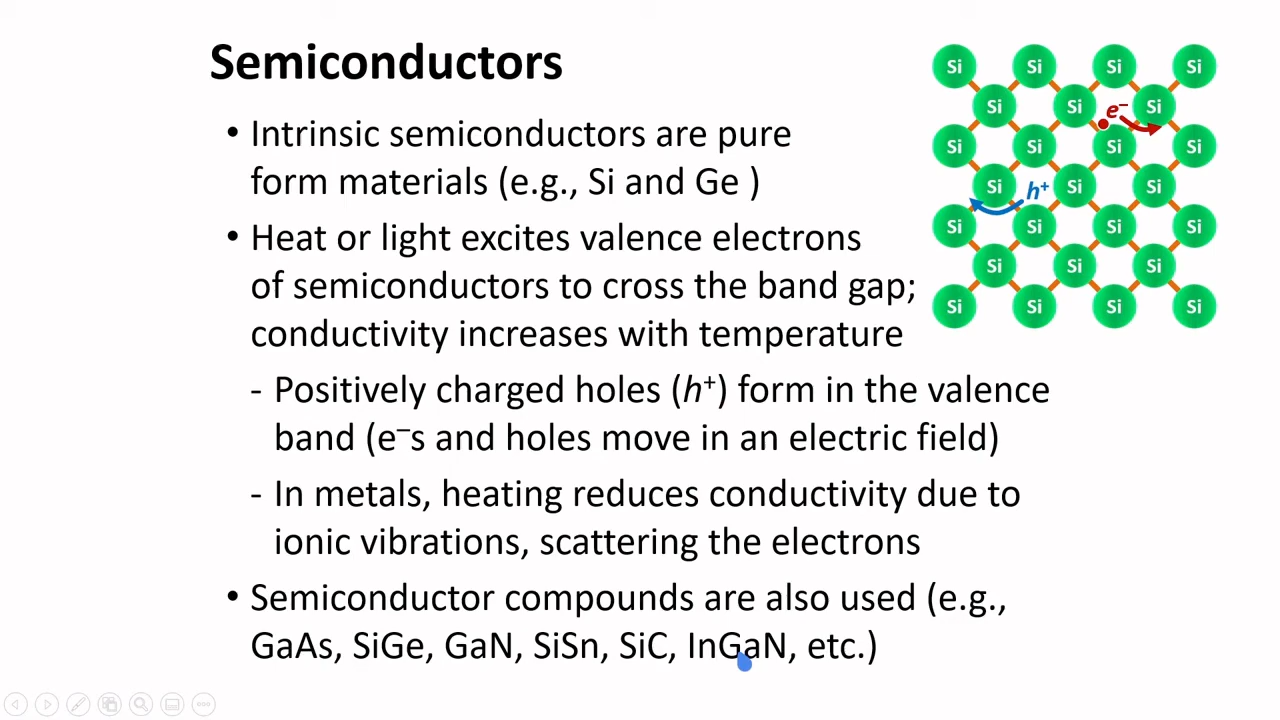 Semiconductors
• Intrinsic semiconductors are pure
form materials (e.g., Si and Ge )
• Heat or light excites valence electrons
of semiconductors to cross the band gap;
conductivity increases with temperature
- Positively charged holes (h⁺) form in the valence
band (e⁻s and holes move in an electric field)
- In metals, heating reduces conductivity due to
ionic vibrations, scattering the electrons
• Semiconductor compounds are also used (e.g.,
GaAs, SiGe, GaN, SiSn, SiC, InGaN, etc.)
Si Si Si Si
Si Si Si
e⁻
Si Si Si Si
Si Si Si
h⁺
Si Si Si Si
Si Si Si
Si Si Si Si